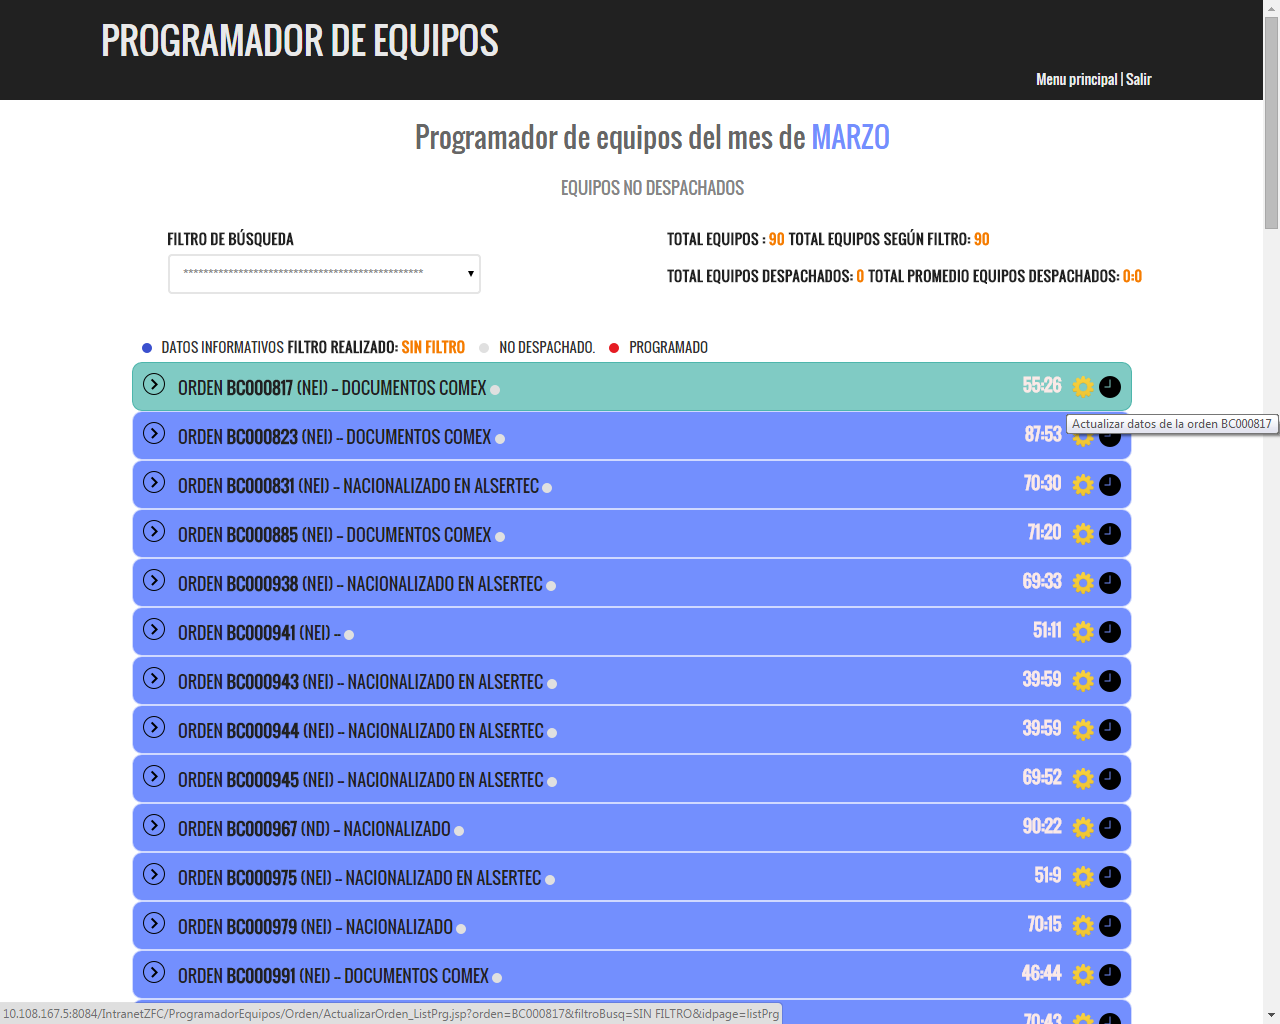 PROGRAMADOR DE EQUIPOS
Menu principal | Salir
Programador de equipos del mes de MARZO
EQUIPOS NO DESPACHADOS
FILTRO DE BÚSQUEDA
TOTAL EQUIPOS : 90 TOTAL EQUIPOS SEGÚN FILTRO: 90
************************************************
TOTAL EQUIPOS DESPACHADOS: 0 TOTAL PROMEDIO EQUIPOS DESPACHADOS: 0:0
DATOS INFORMATIVOS FILTRO REALIZADO: SIN FILTRO NO DESPACHADO. PROGRAMADO
ORDEN BC000817 (NEI) – DOCUMENTOS COMEX 55:26
Actualizar datos de la orden BC000817
ORDEN BC000823 (NEI) – DOCUMENTOS COMEX 87:53
ORDEN BC000831 (NEI) – NACIONALIZADO EN ALSERTEC 70:30
ORDEN BC000885 (NEI) – DOCUMENTOS COMEX 71:20
ORDEN BC000938 (NEI) – NACIONALIZADO EN ALSERTEC 69:33
ORDEN BC000941 (NEI) – 51:11
ORDEN BC000943 (NEI) – NACIONALIZADO EN ALSERTEC 39:59
ORDEN BC000944 (NEI) – NACIONALIZADO EN ALSERTEC 39:59
ORDEN BC000945 (NEI) – NACIONALIZADO EN ALSERTEC 69:52
ORDEN BC000967 (ND) – NACIONALIZADO 90:22
ORDEN BC000975 (NEI) – NACIONALIZADO EN ALSERTEC 51:9
ORDEN BC000979 (NEI) – NACIONALIZADO 70:15
ORDEN BC000991 (NEI) – DOCUMENTOS COMEX 46:44
70:43
10.108.167.5:8084/IntranetZFC/ProgramadorEquipos/Orden/ActualizarOrden_ListPrg.jsp?orden=BC000817&filtroBusq=SIN FILTRO&idpage=listPrg